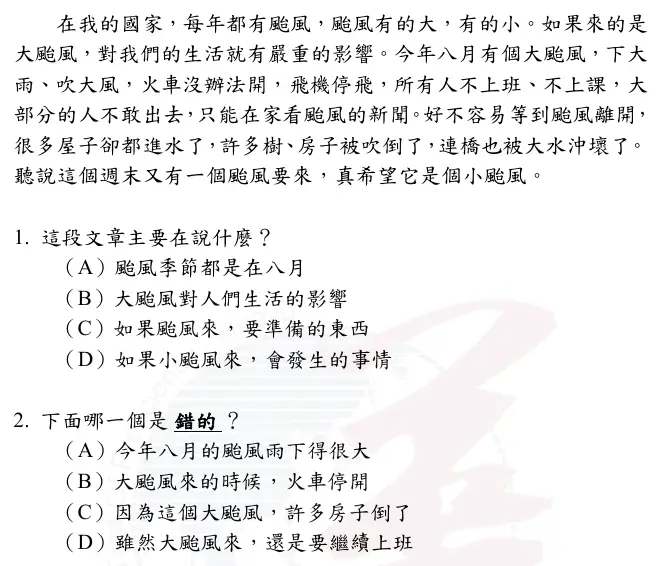 在我的國家，每年都有颱風，颱風有的大，有的小。如果來的是
大颱風，對我們的生活就有嚴重的影響。今年八月有個大颱風，下大
雨、吹大風，火車沒辦法開，飛機停飛，所有人不上班、不上課，大
部分的人不敢出去，只能在家看颱風的新聞。好不容易等到颱風離開，
很多屋子卻都進水了，許多樹、房子被吹倒了，連橋也被大水沖壞了。
聽說這個週末又有一個颱風要來，真希望它是個小颱風。
1. 這段文章主要在說什麼？
（A）颱風季節都是在八月
（B）大颱風對人們生活的影響
（C）如果颱風來，要準備的東西
（D）如果小颱風來，會發生的事情
2. 下面哪一個是 錯的 ？
（A）今年八月的颱風雨下得很大
（B）大颱風來的時候，火車停開
（C）因為這個大颱風，許多房子倒了
（D）雖然大颱風來，還是要繼續上班